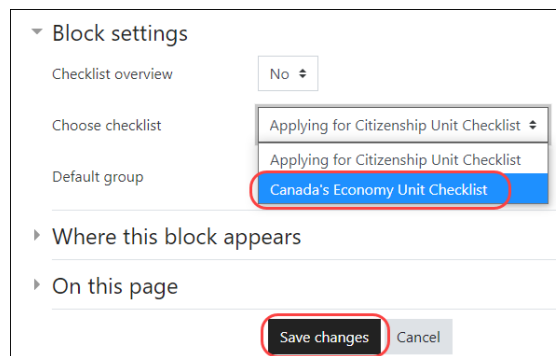 Block settings
Checklist overview No
Choose checklist Applying for Citizenship Unit Checklist
Applying for Citizenship Unit Checklist
Default group
Canada's Economy Unit Checklist
Where this block appears
On this page
Save changes Cancel